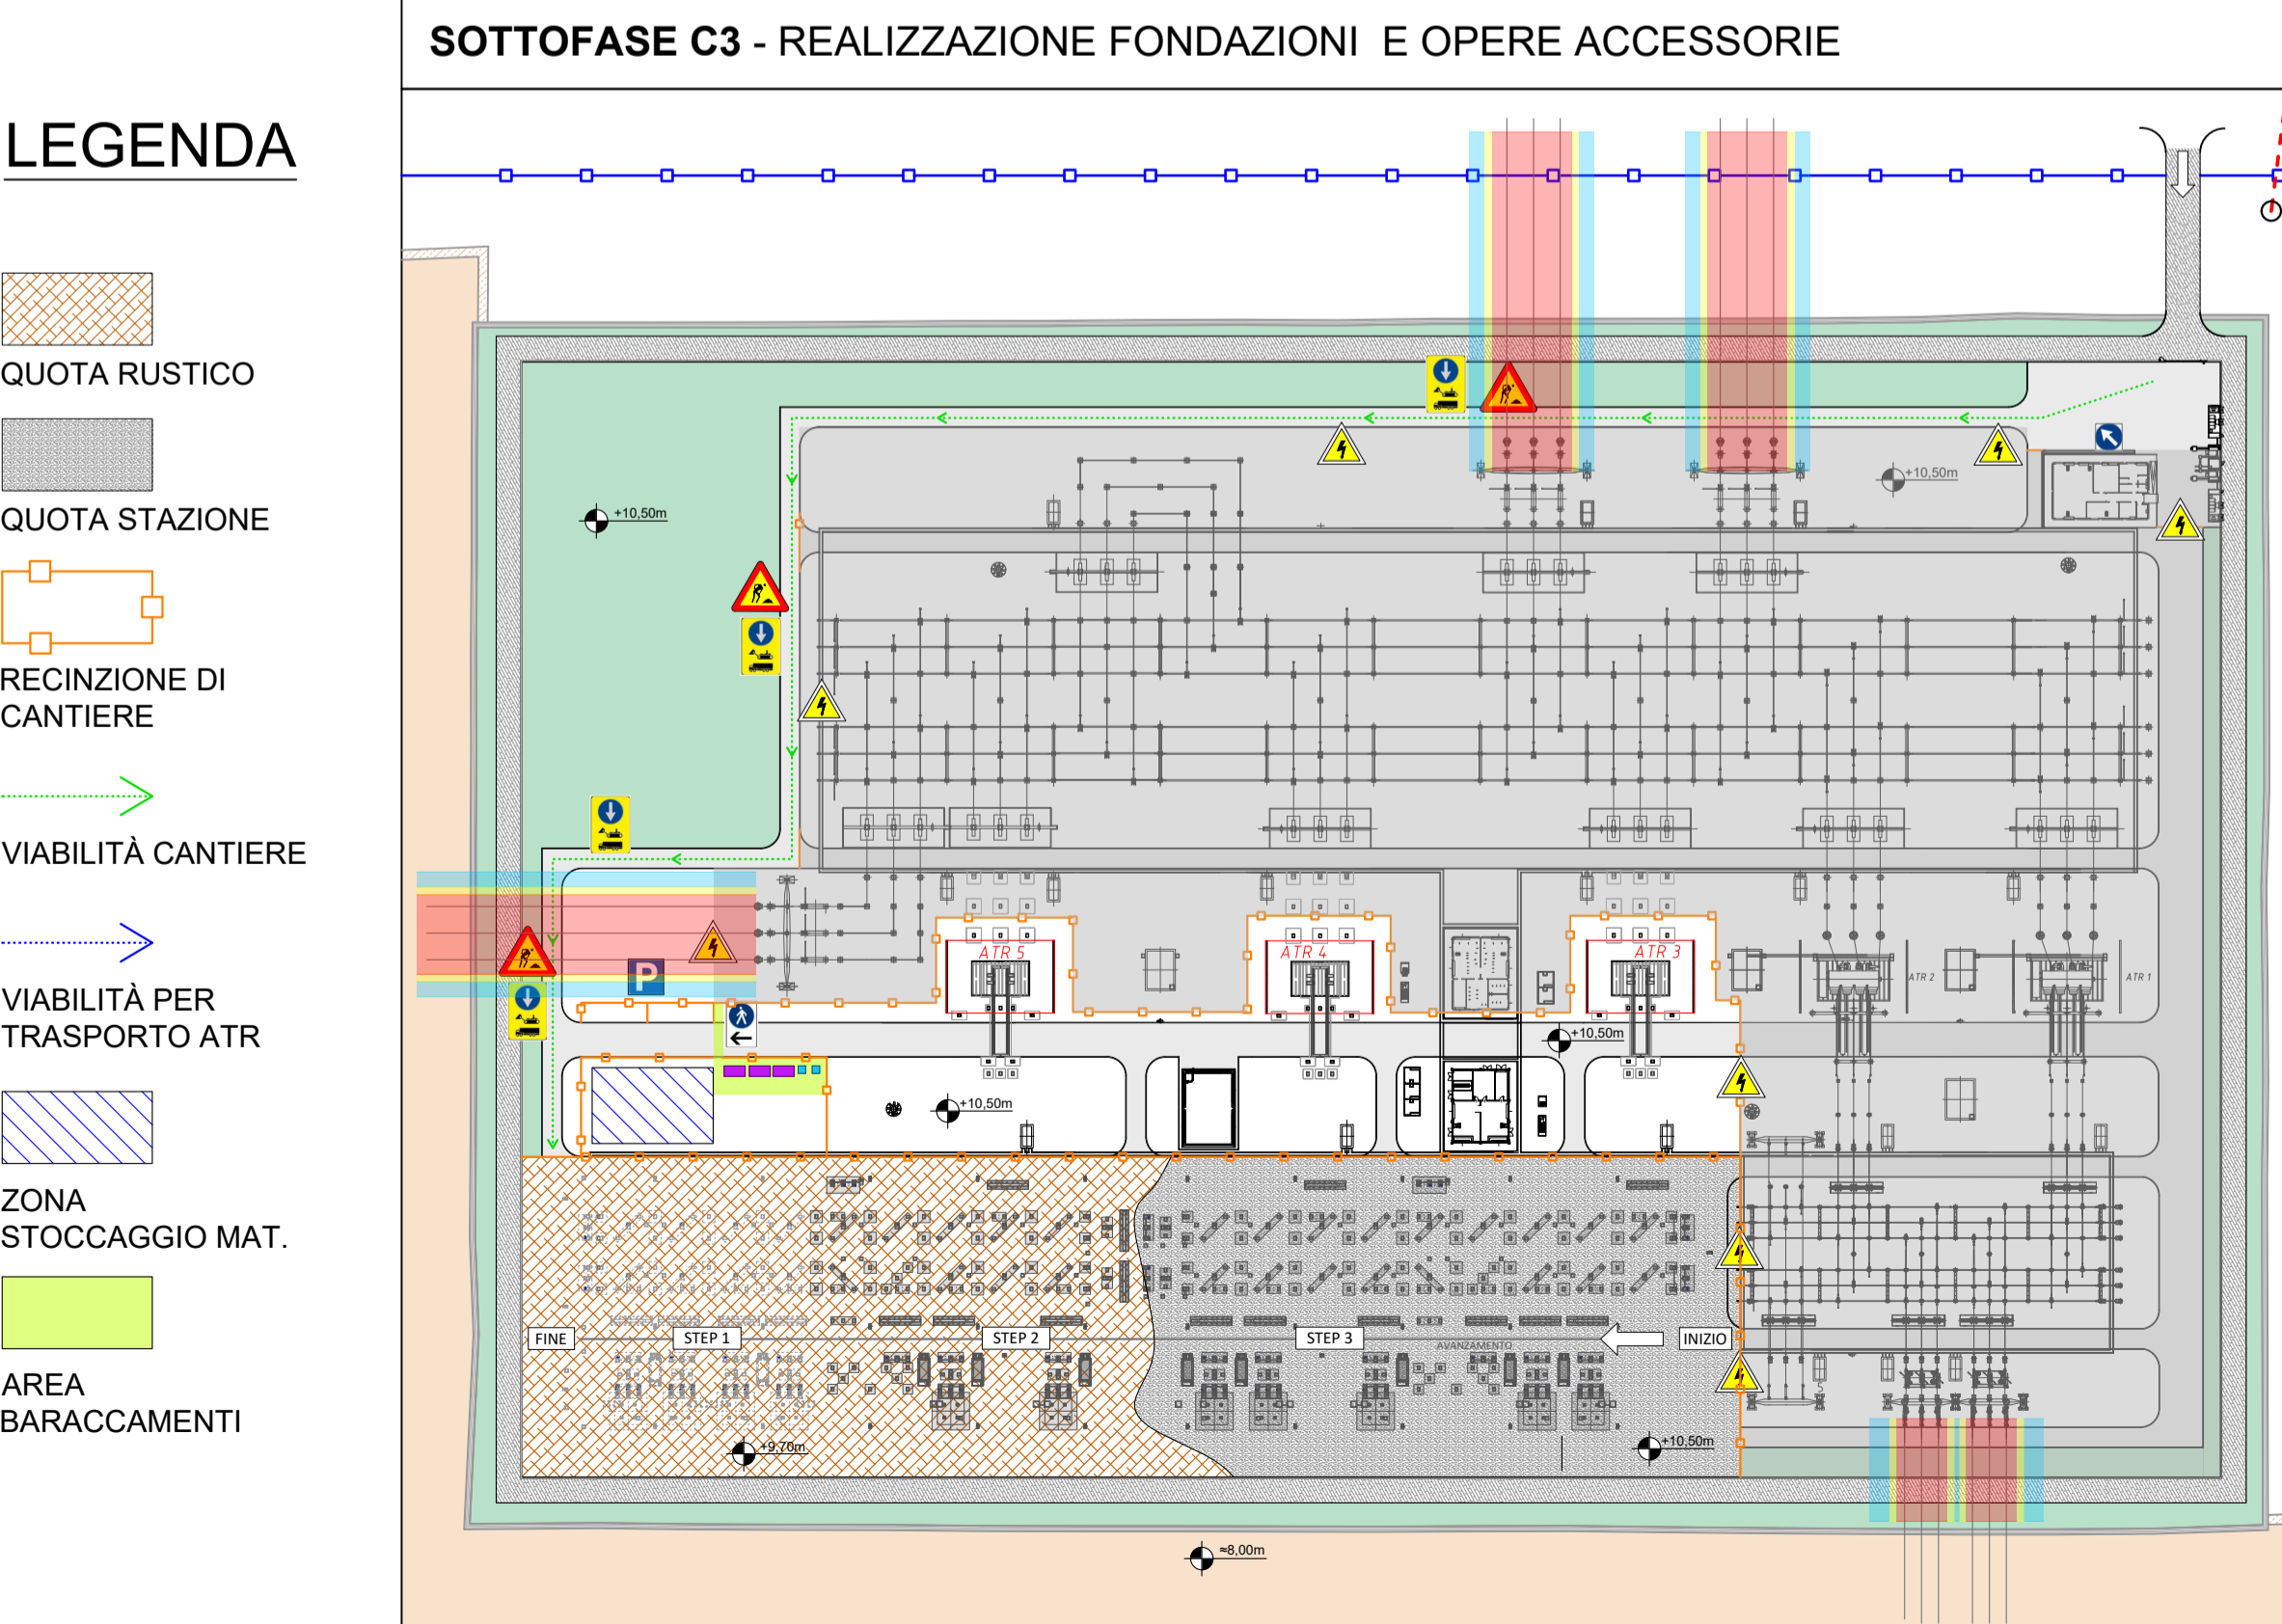 SOTTOFASE C3 - REALIZZAZIONE FONDAZIONI E OPERE ACCESSORIE
LEGENDA
QUOTA RUSTICO
QUOTA STAZIONE
RECINZIONE DI
CANTIERE
VIABILITÀ CANTIERE
VIABILITÀ PER
TRASPORTO ATR
ZONA
STOCCAGGIO MAT.
AREA
BARACCAMENTI
+10,50m
+10,50m
ATR 5
ATR 4
ATR 3
ATR 2
ATR 1
P
+10,50m
+10,50m
FINE
STEP 1
STEP 2
STEP 3
AVANZAMENTO
INIZIO
+9,70m
+10,50m
≈8,00m